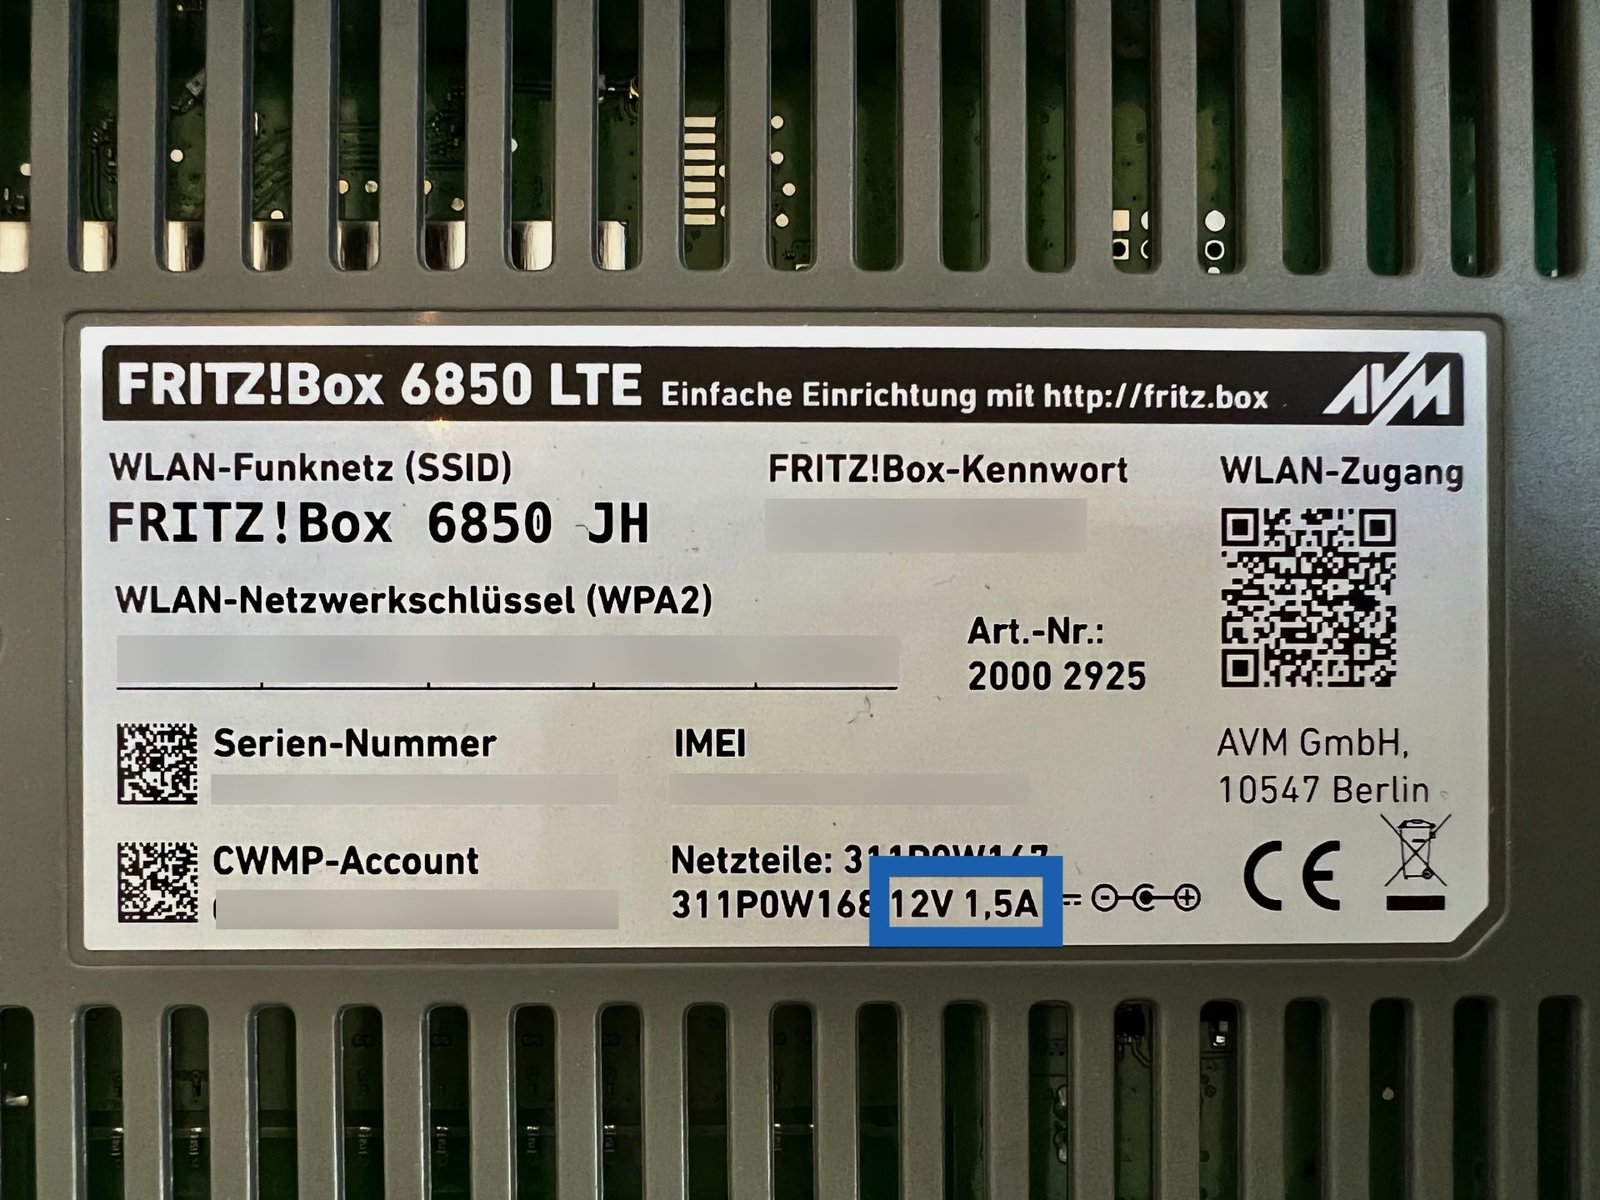 FRITZ!Box 6850 LTE Einfache Einrichtung mit http://fritz.box AVM
WLAN-Funknetz (SSID)
FRITZ!Box 6850 JH
FRITZ!Box-Kennwort
WLAN-Zugang
WLAN-Netzwerkschlüssel (WPA2)
Art.-Nr.:
2000 2925
Serien-Nummer
IMEI
AVM GmbH,
10547 Berlin
CWMP-Account
Netzteile: 311P0W167
311P0W168 12V 1,5A
CE